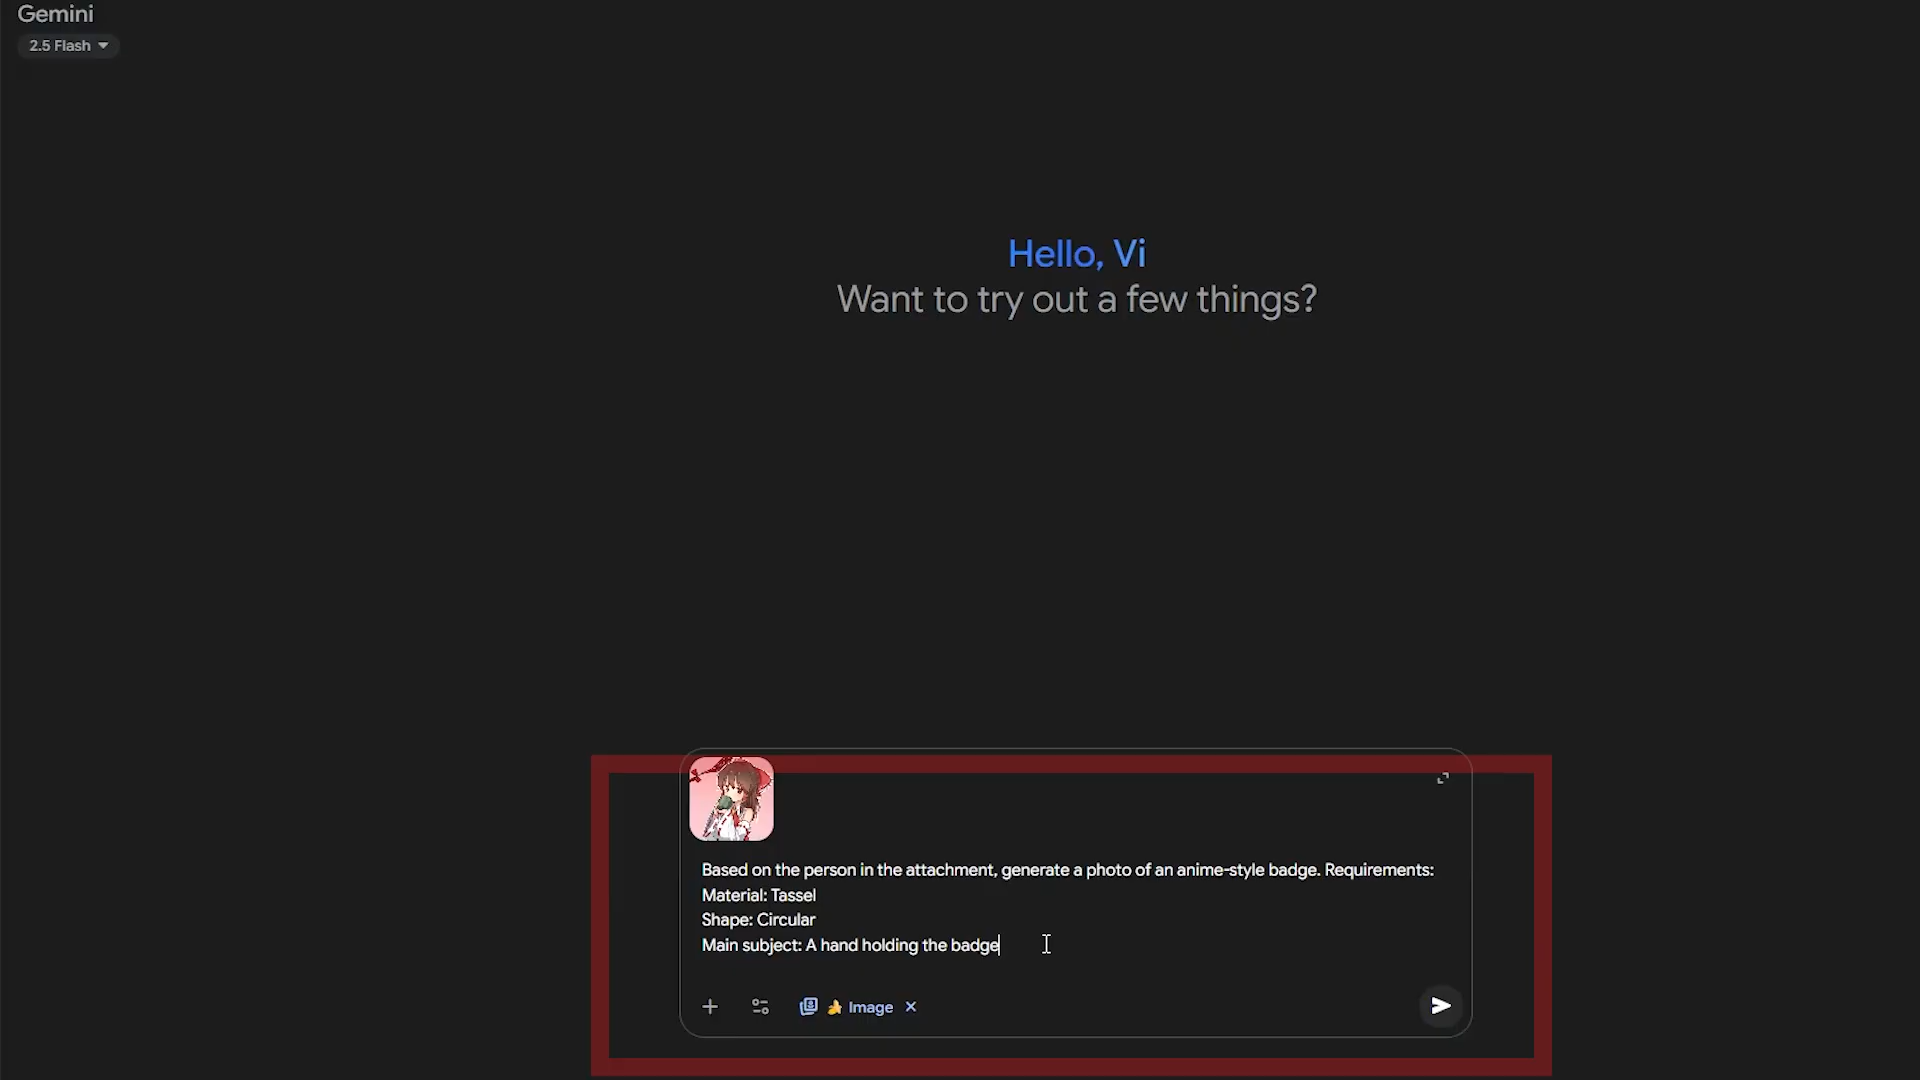 Gemini
2.5 Flash
Hello, Vi
Want to try out a few things?
Based on the person in the attachment, generate a photo of an anime-style badge. Requirements:
Material: Tassel
Shape: Circular
Main subject: A hand holding the badge
Image